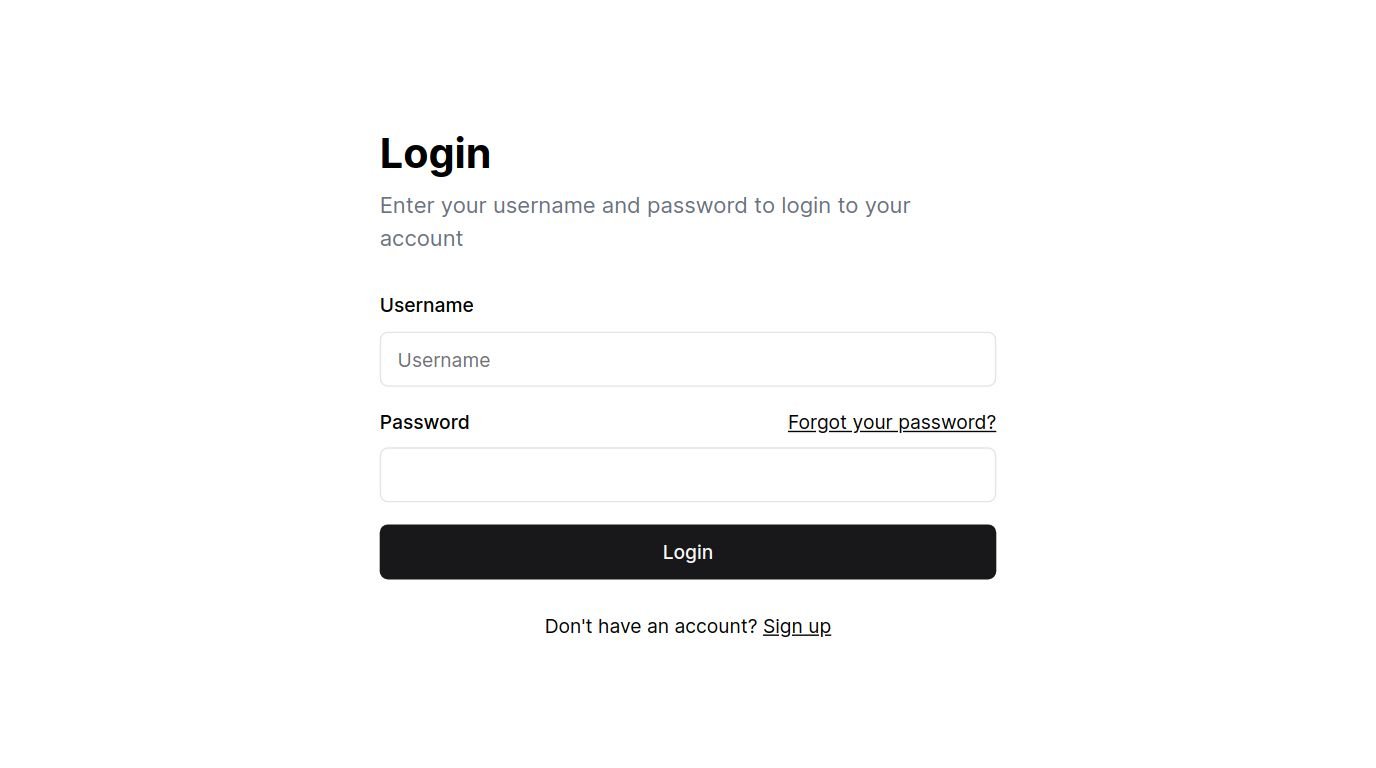 Login
Enter your username and password to login to your
account
Username
Username
Password Forgot your password?
Login
Don't have an account? Sign up